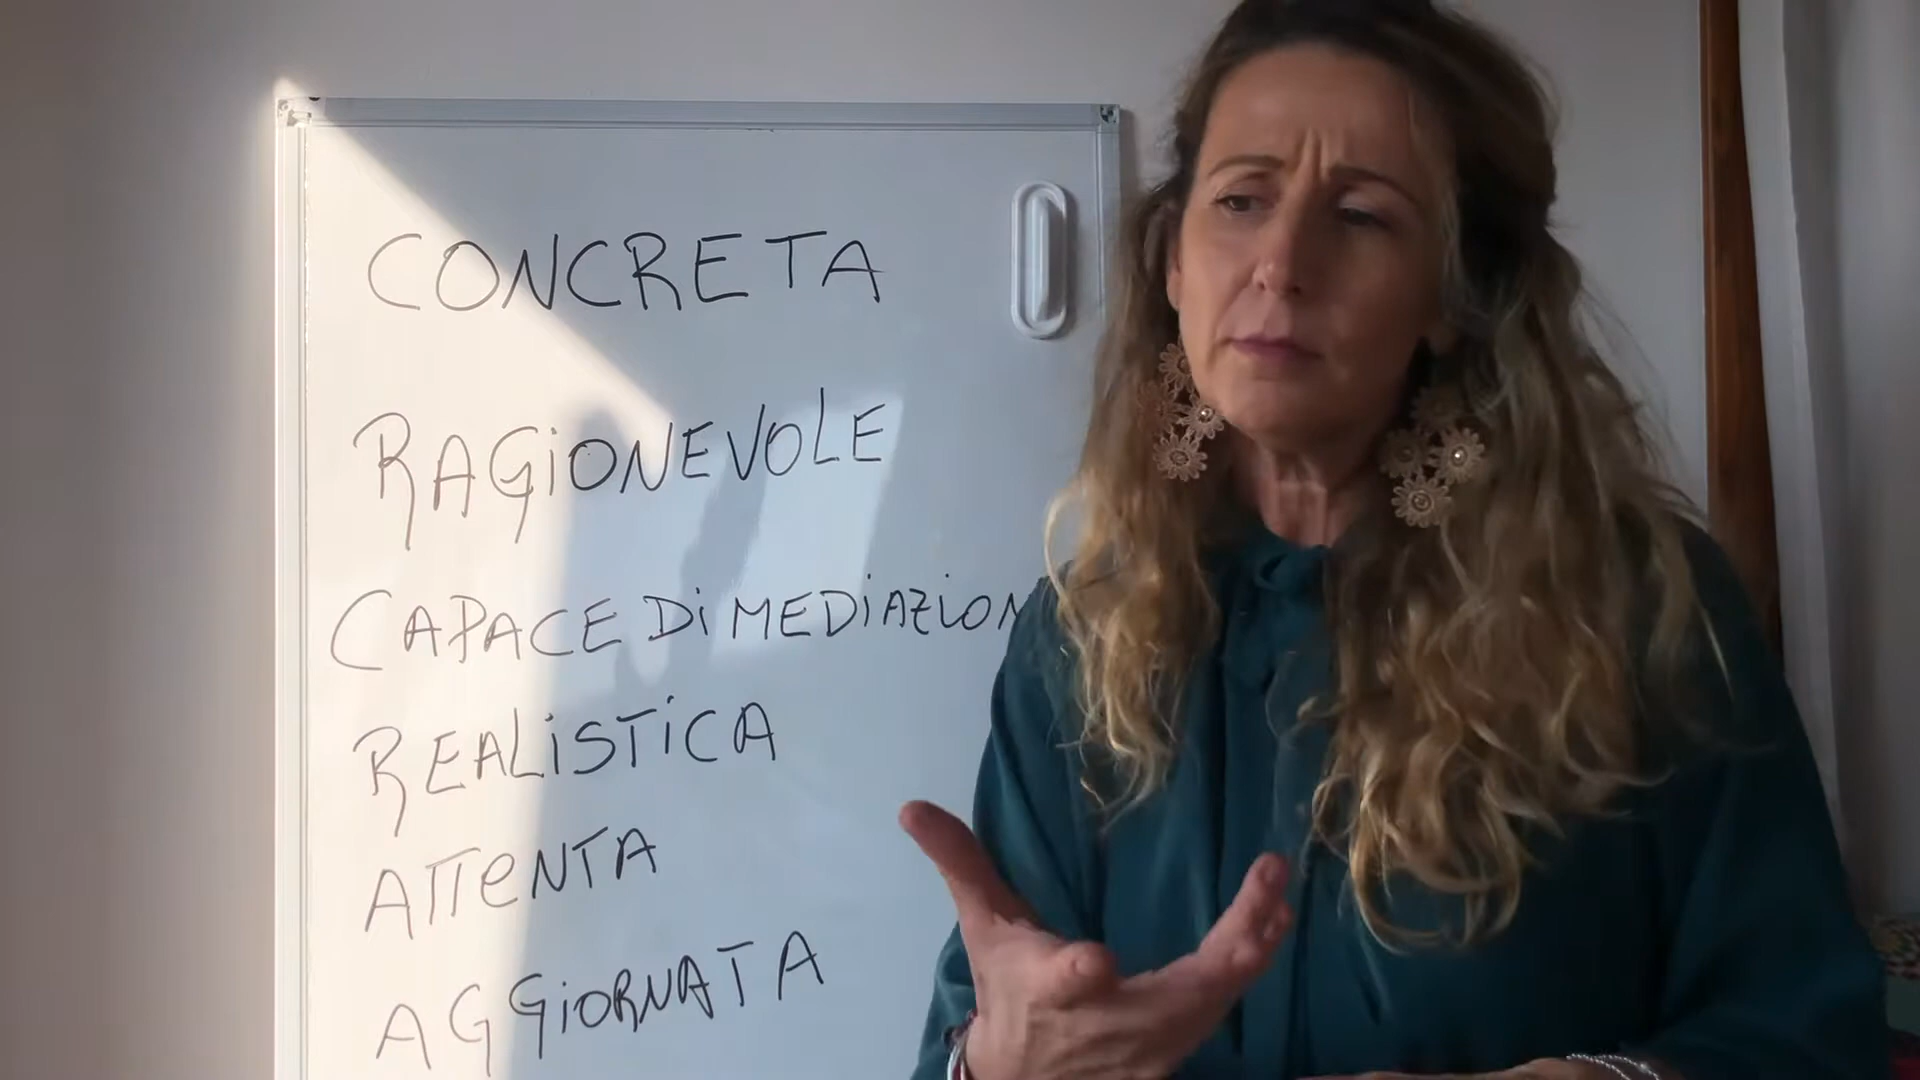 CONCRETA
RAGiONEVOLE
CAPACE Di MEDiAZION
REALiSTiCA
ATTeNTA
AGGiORNATA